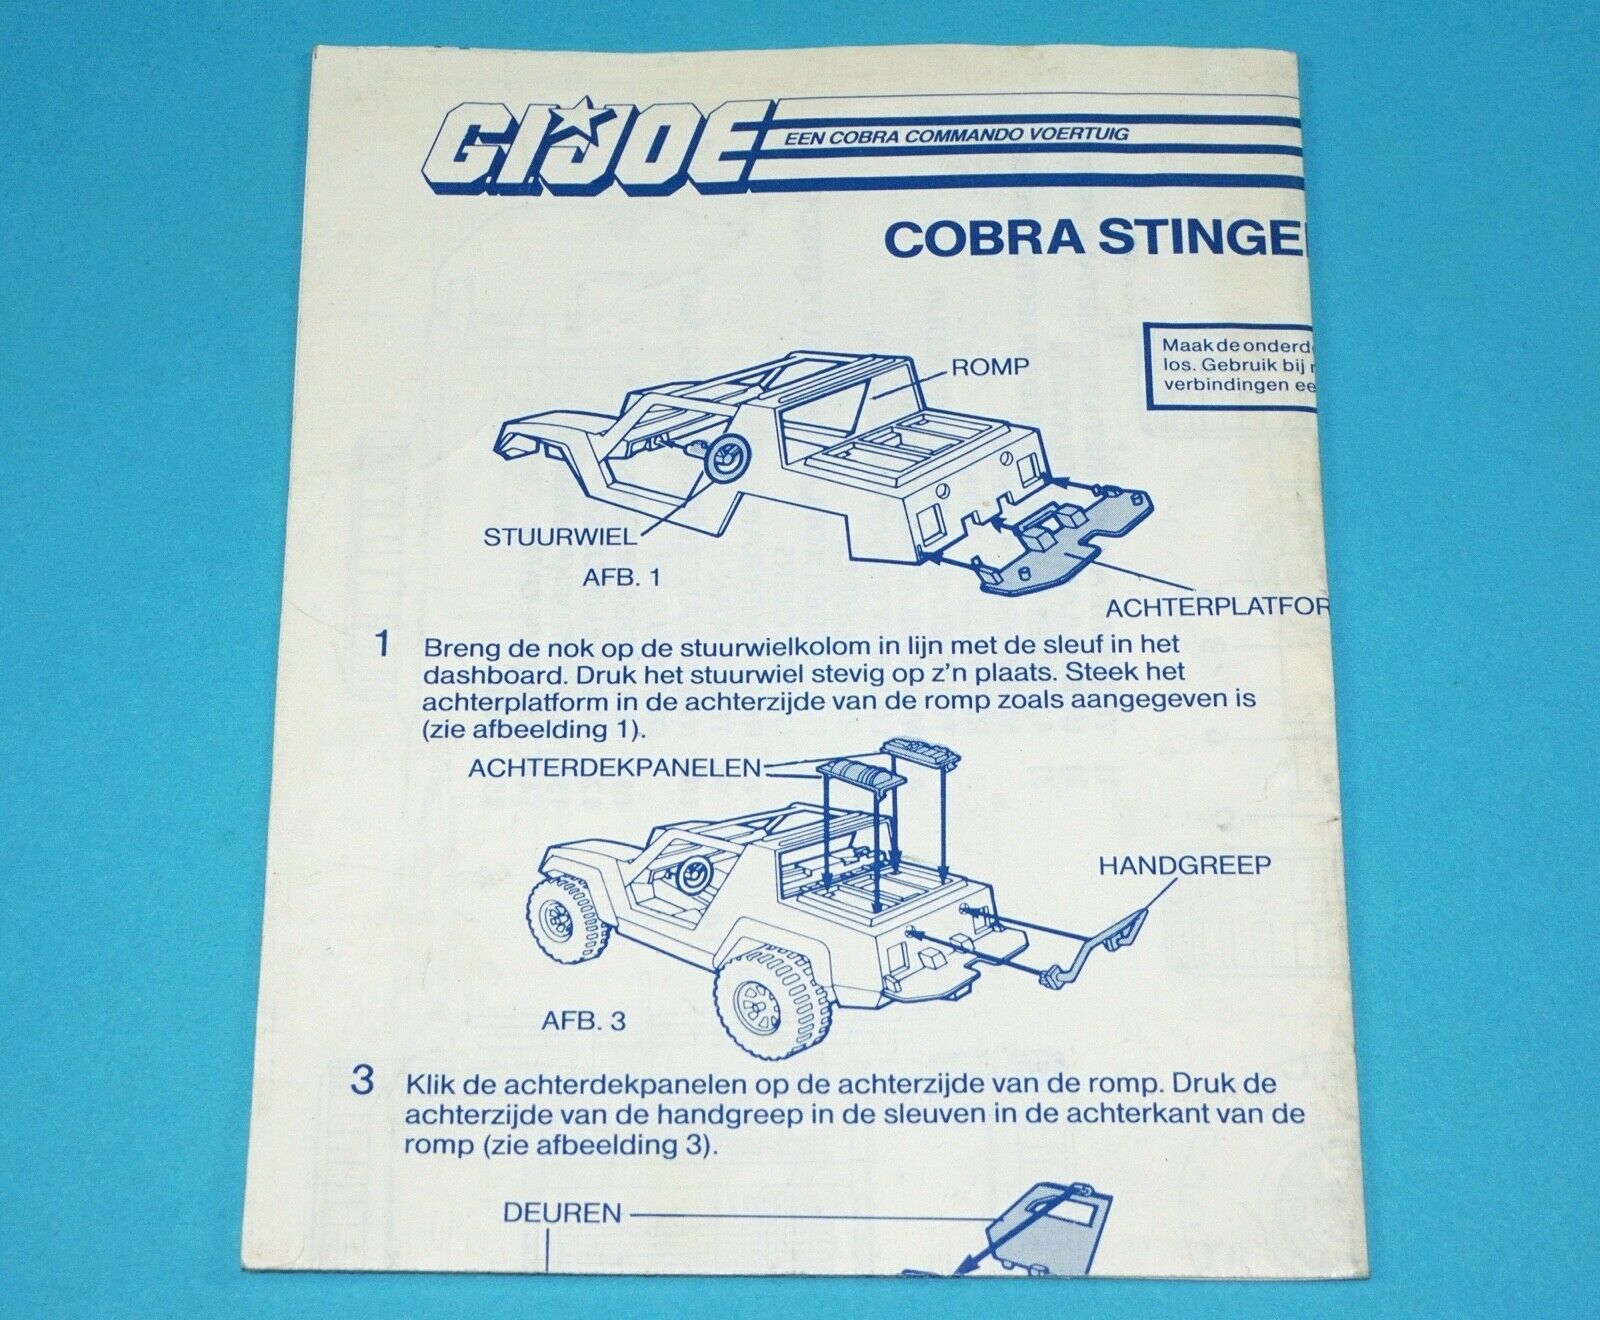 G.I. JOE
EEN COBRA COMMANDO VOERTUIG
COBRA STINGE
Maak de onderd
los. Gebruik bij
verbindingen ee
ROMP
STUURWIEL
AFB. 1
ACHTERPLATFOR
1 Breng de nok op de stuurwielkolom in lijn met de sleuf in het
dashboard. Druk het stuurwiel stevig op z'n plaats. Steek het
achterplatform in de achterzijde van de romp zoals aangegeven is
(zie afbeelding 1).
ACHTERDEKPANELEN
HANDGREEP
AFB. 3
3 Klik de achterdekpanelen op de achterzijde van de romp. Druk de
achterzijde van de handgreep in de sleuven in de achterkant van de
romp (zie afbeelding 3).
DEUREN